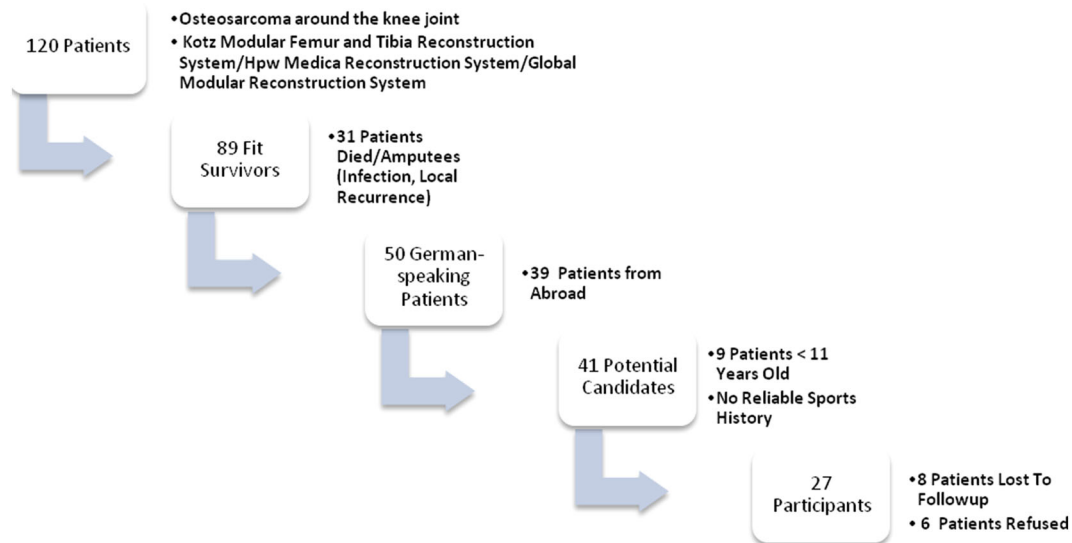 120 Patients
•Osteosarcoma around the knee joint
• Kotz Modular Femur and Tibia Reconstruction
System/Hpw Medica Reconstruction System/Global
Modular Reconstruction System
89 Fit
Survivors
•31 Patients
Died/Amputees
(Infection, Local
Recurrence)
50 German-
speaking
Patients
•39 Patients from
Abroad
41 Potential
Candidates
•9 Patients < 11
Years Old
•No Reliable Sports
History
27
Participants
•8 Patients Lost To
Followup
• 6 Patients Refused